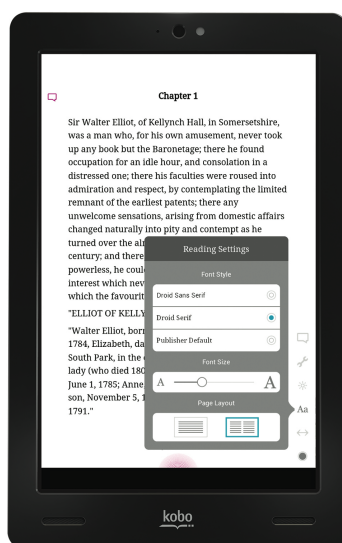 Chapter 1
Sir Walter Elliot, of Kellynch Hall, in Somersetshire,
was a man who, for his own amusement, never took
up any book but the Baronetage; there he found
occupation for an idle hour, and consolation in a
distressed one; there his faculties were roused into
admiration and respect, by contemplating the limited
remnant of the earliest patents; there any
unwelcome sensations, arising from domestic affairs
changed naturally into pity and contempt as he
turned over the al
century; and there
powerless, he coul
interest which nev
which the favourit
"ELLIOT OF KELLY
"Walter Elliot, born
1784, Elizabeth, da
South Park, in the
lady (who died 180
June 1, 1785; Anne
son, November 5, 1
1791."
Reading Settings
Font Style
Droid Sans Serif
Droid Serif
Publisher Default
Font Size
A A
Page Layout
Aa
kobo